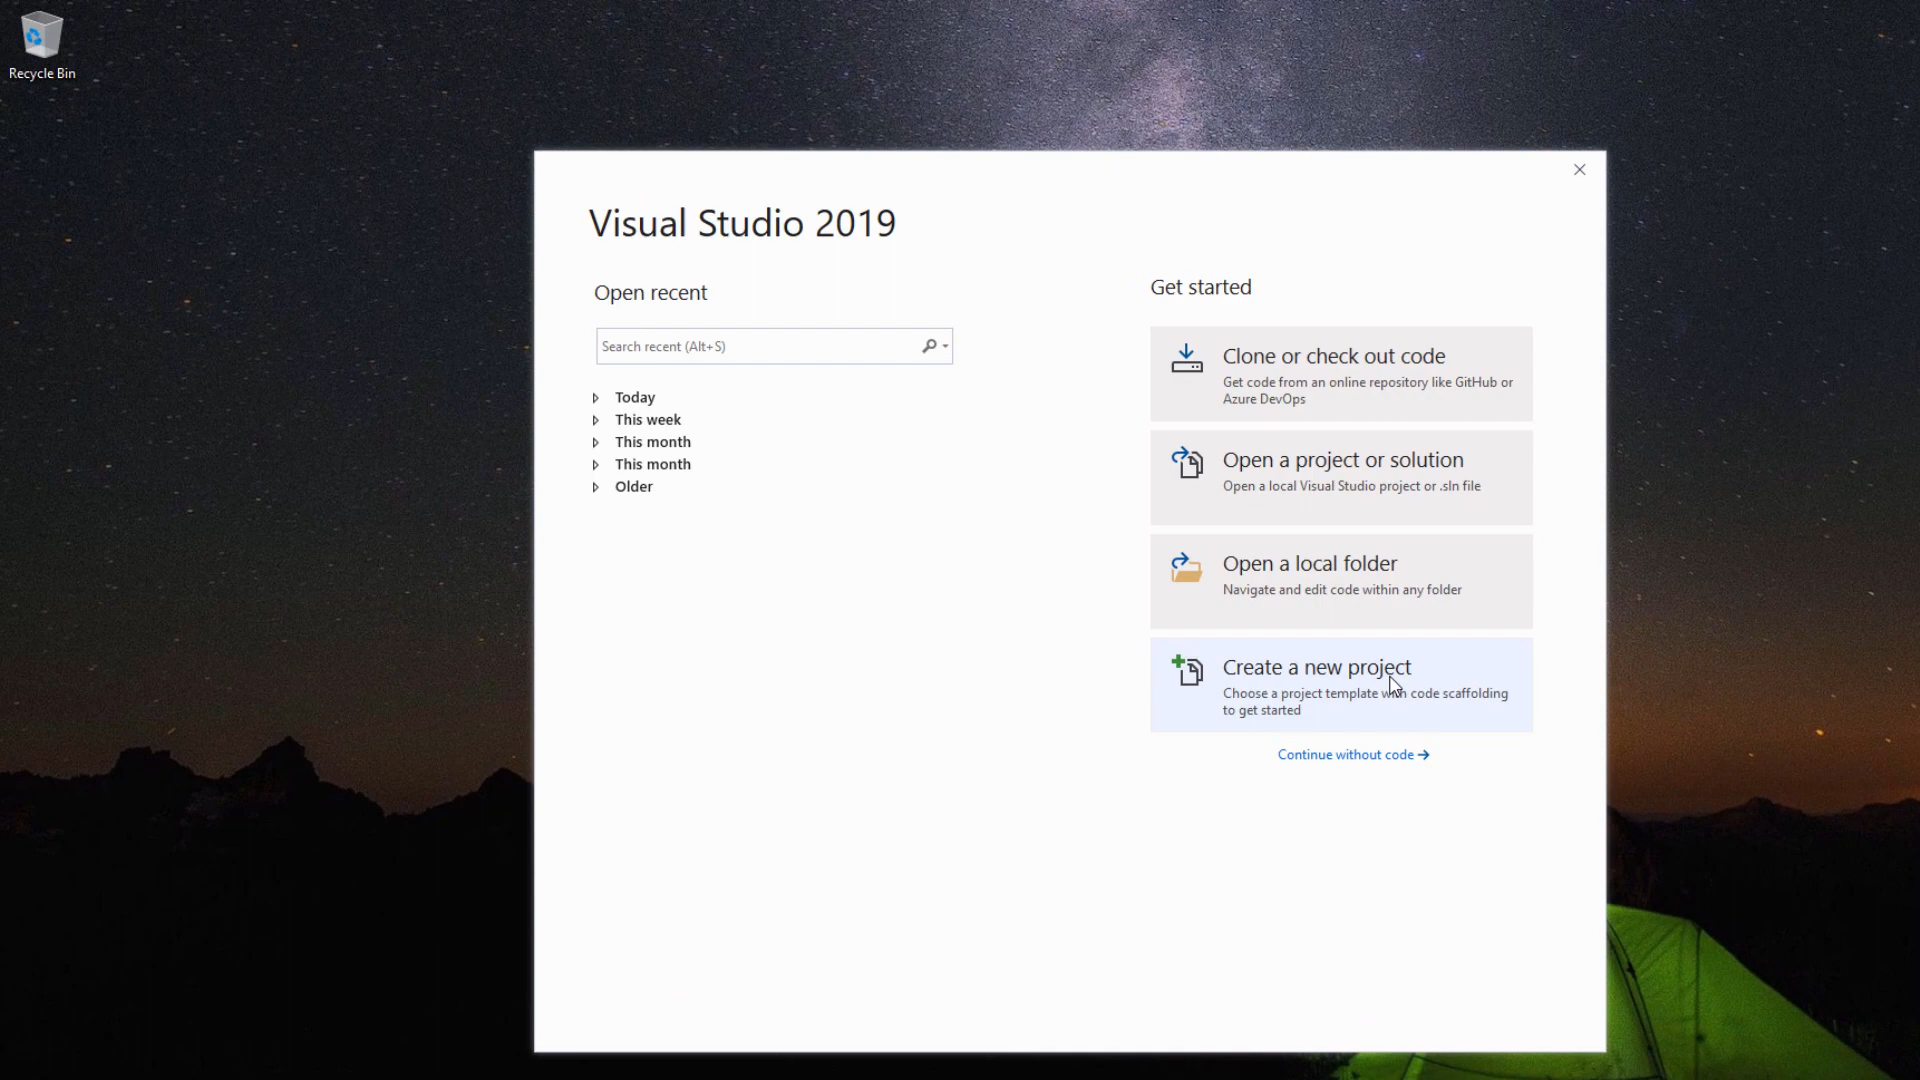 Recycle Bin
Visual Studio 2019
Open recent
Search recent (Alt+S)
Today
This week
This month
This month
Older
Get started
Clone or check out code
Get code from an online repository like GitHub or
Azure DevOps
Open a project or solution
Open a local Visual Studio project or .sln file
Open a local folder
Navigate and edit code within any folder
Create a new project
Choose a project template with code scaffolding
to get started
Continue without code